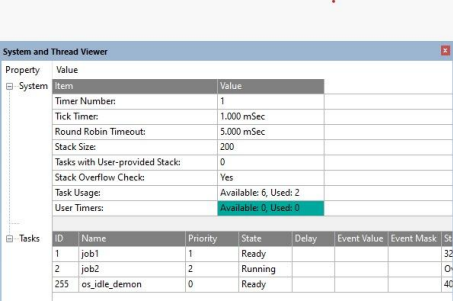 System and Thread Viewer
Property Value
System Item Value
Timer Number: 1
Tick Timer: 1.000 mSec
Round Robin Timeout: 5.000 mSec
Stack Size: 200
Tasks with User-provided Stack: 0
Stack Overflow Check: Yes
Task Usage: Available: 6, Used: 2
User Timers: Available: 0, Used: 0
Tasks ID Name Priority State Delay Event Value Event Mask St
1 job1 1 Ready 32
2 job2 2 Running Ov
255 os_idle_demon 0 Ready 40